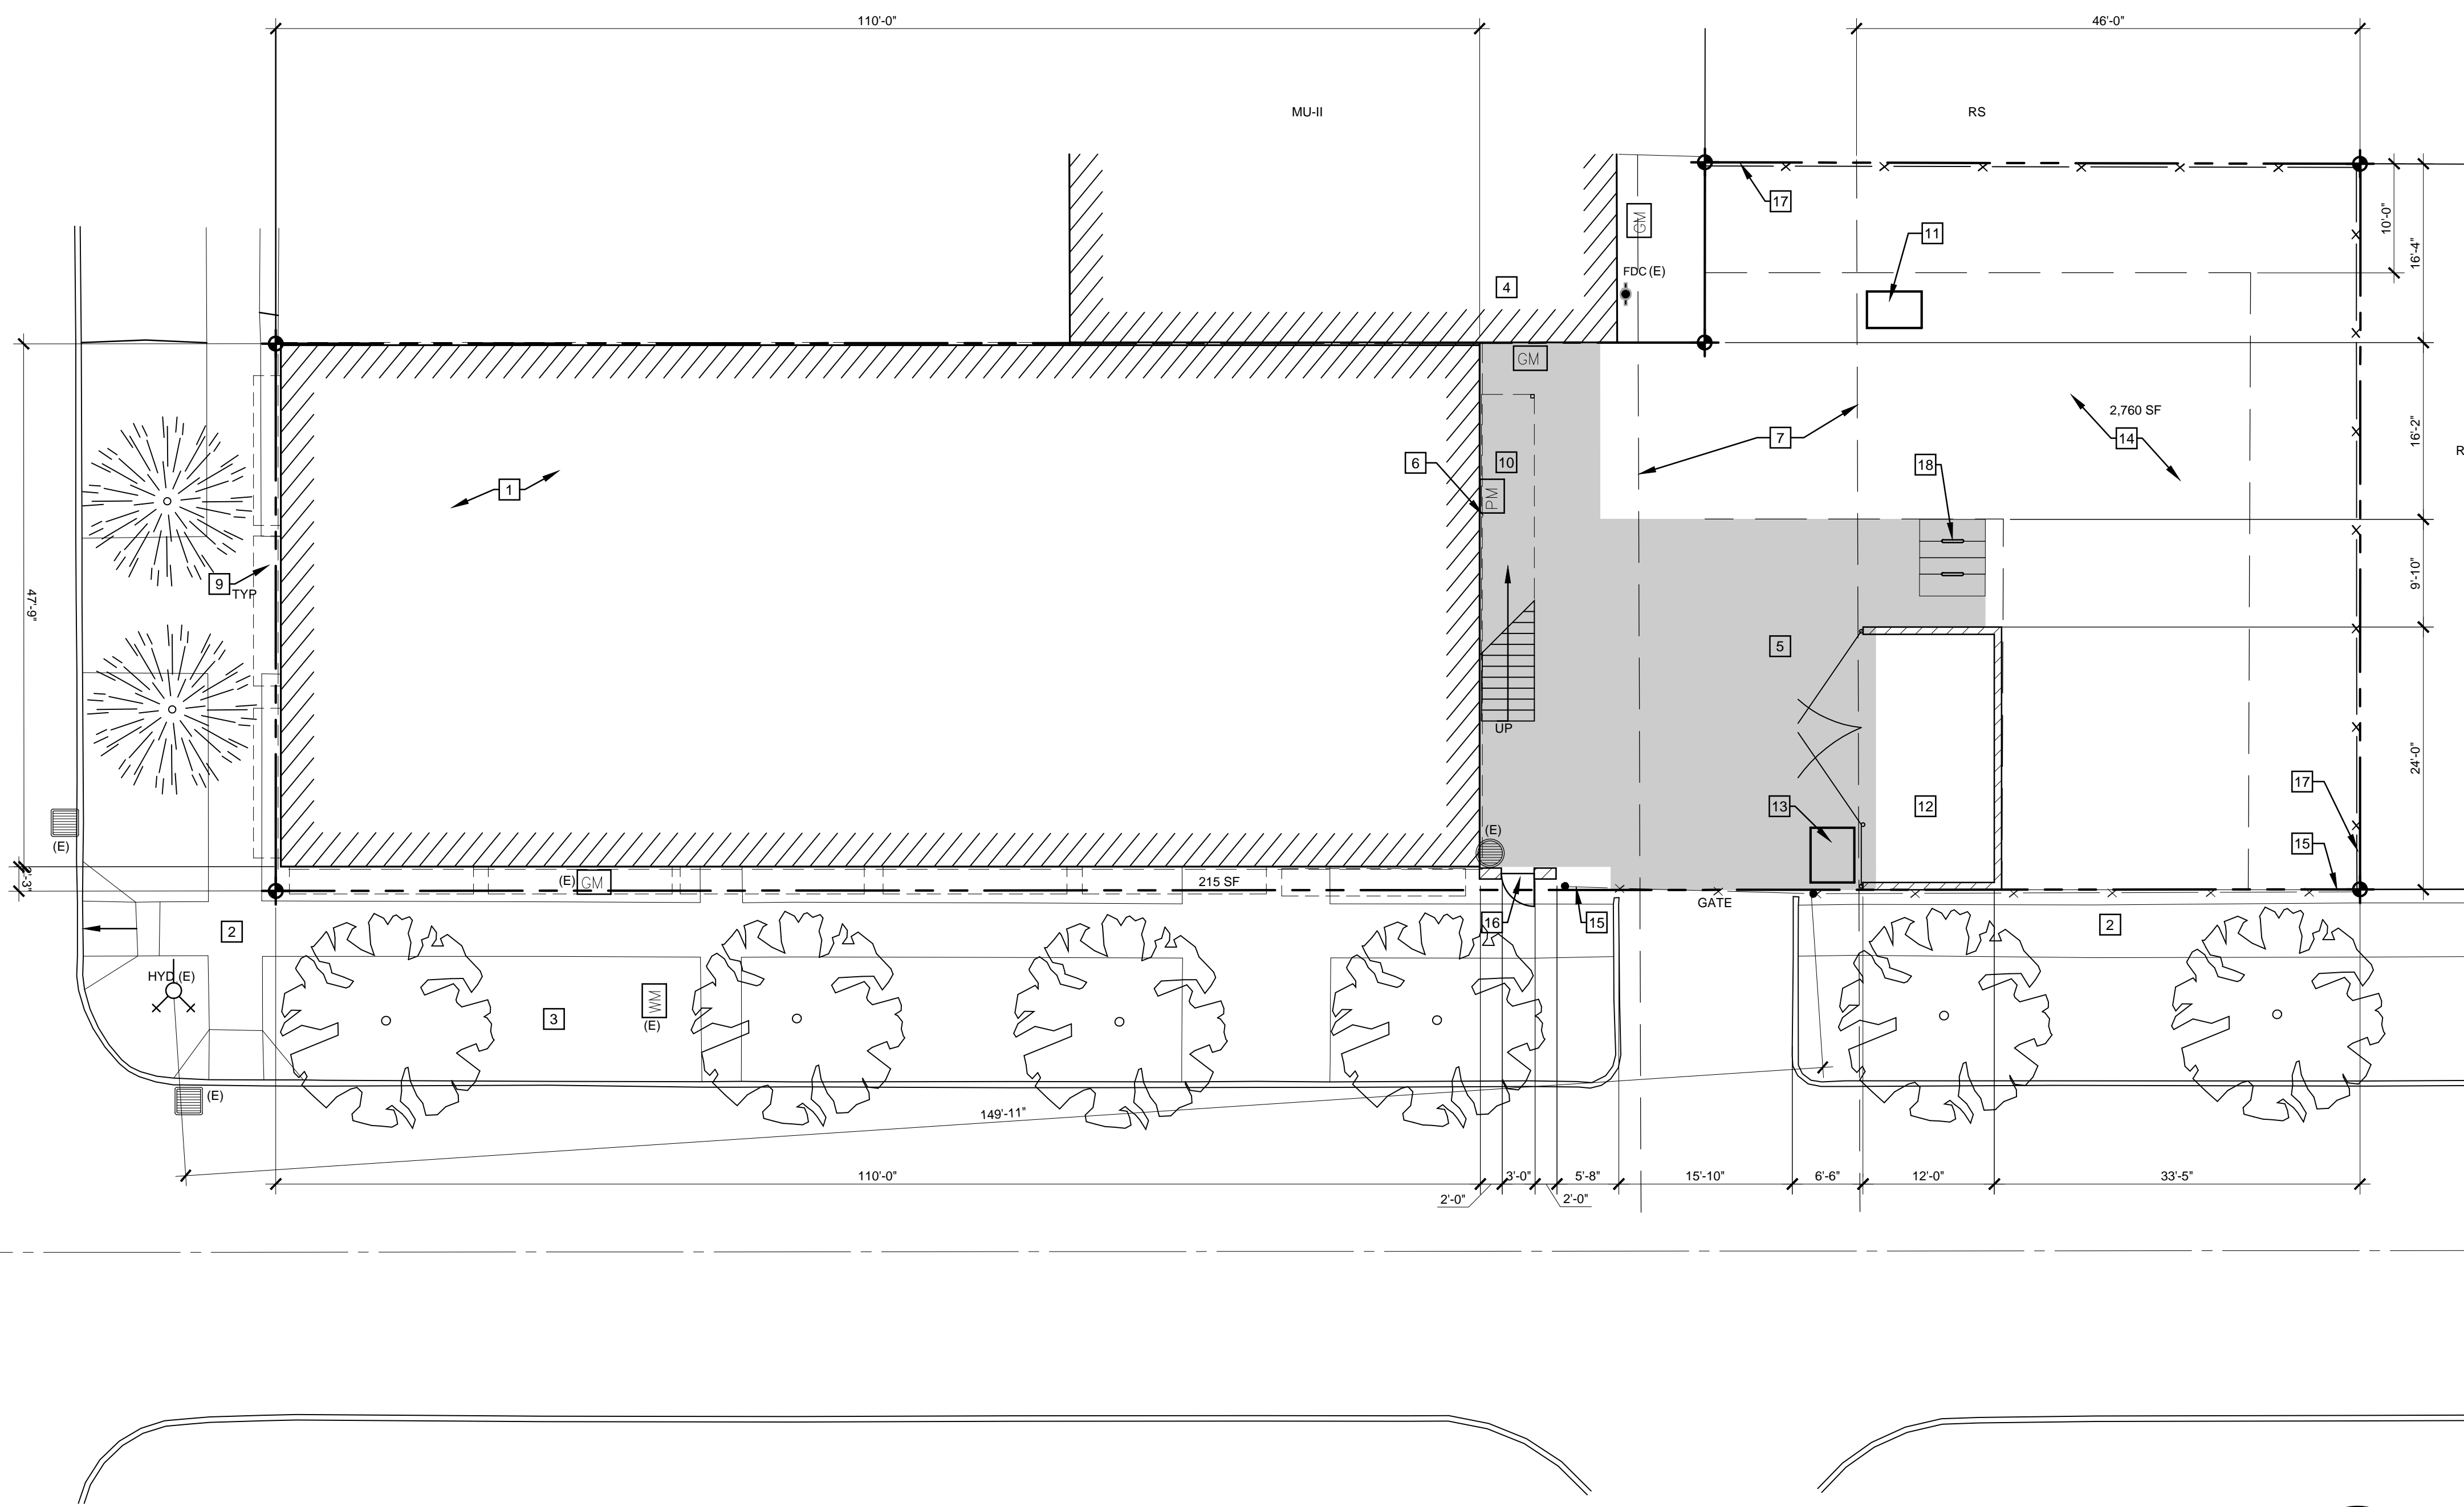 110'-0"
46'-0"
MU-II
RS
17
GM
11
10'-0"
16'-4"
FDC (E)
4
GM
2,760 SF
14
16'-2"
7
R
6
10
18
1
PM
9
TYP
47'-9"
9'-10"
5
UP
24'-0"
17
13
12
(E)
(E)
15
2'-3"
(E) GM
215 SF
GATE
16
15
2
2
HYD (E)
WM
(E)
3
(E)
149'-11"
110'-0"
3'-0"
5'-8"
15'-10"
6'-6"
12'-0"
33'-5"
2'-0"
2'-0"